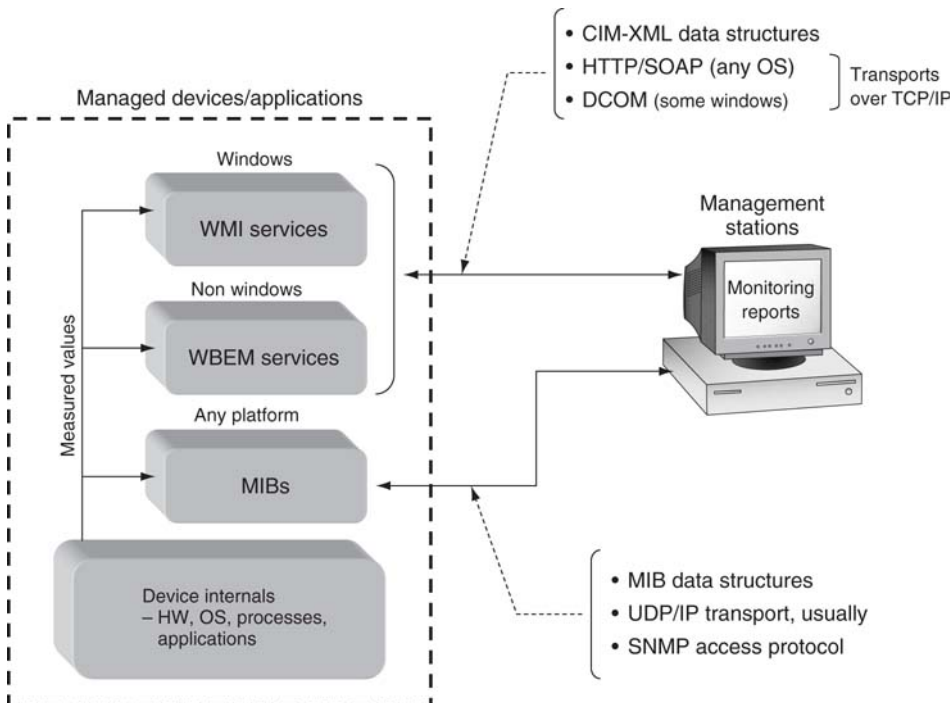 • CIM-XML data structures
• HTTP/SOAP (any OS)
• DCOM (some windows)
Transports
over TCP/IP
Managed devices/applications
Windows
WMI services
Non windows
WBEM services
Any platform
MIBs
Measured values
Device internals
– HW, OS, processes,
applications
Management
stations
Monitoring
reports
• MIB data structures
• UDP/IP transport, usually
• SNMP access protocol